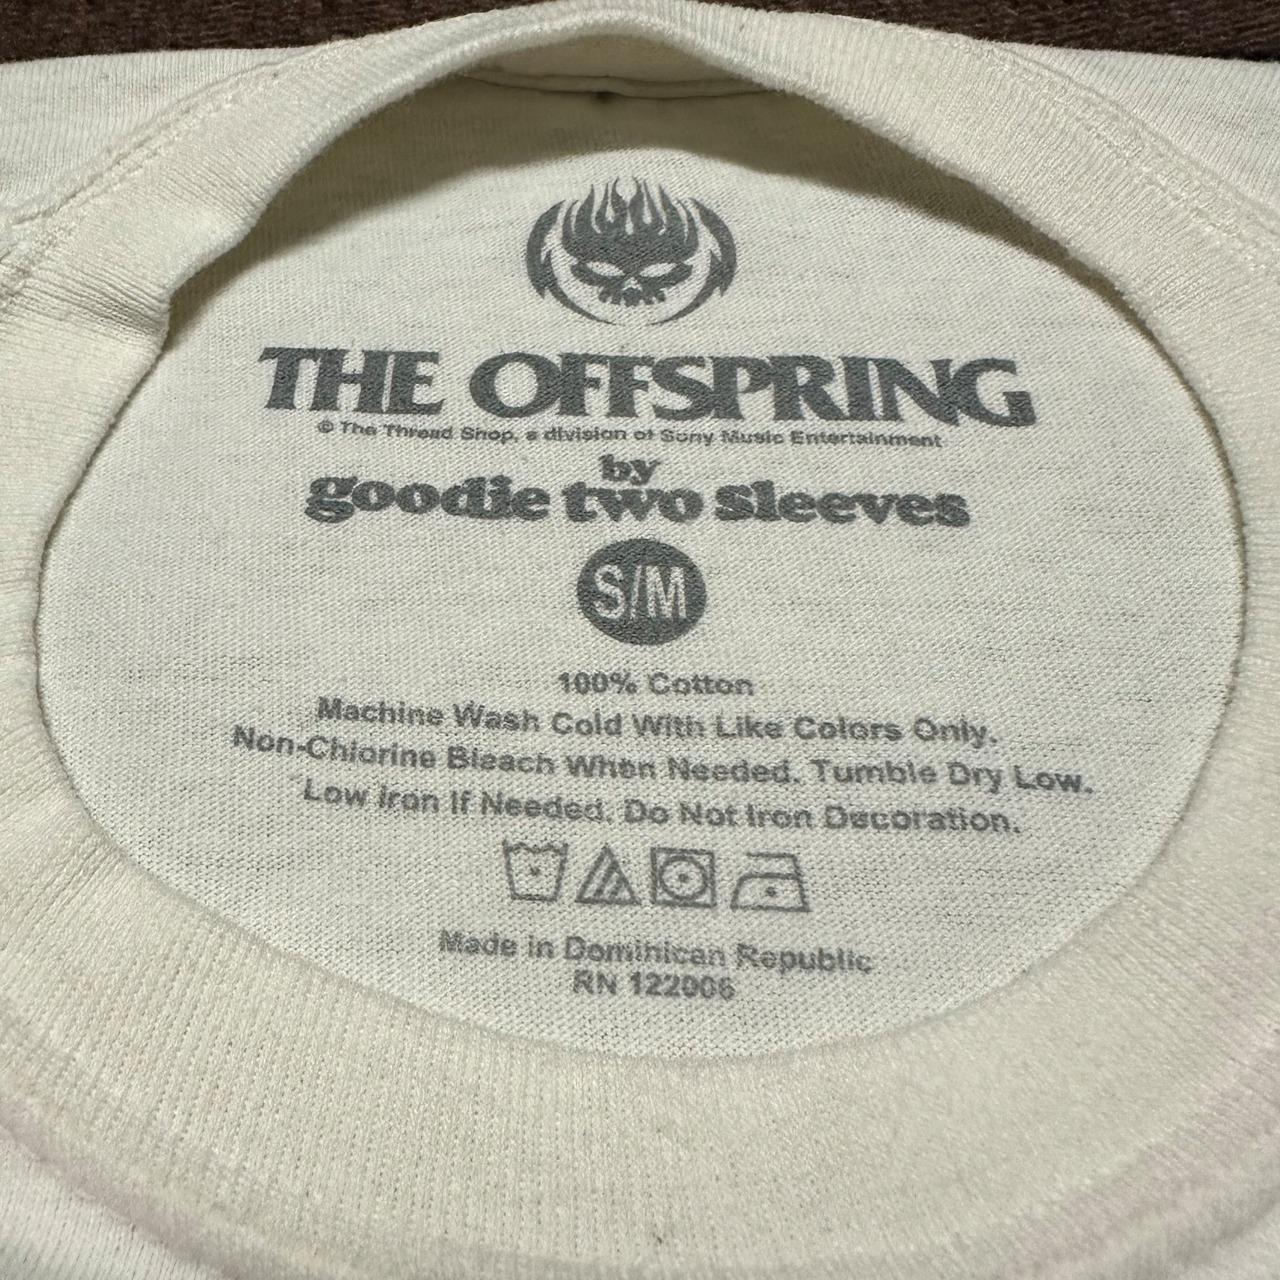 THE OFFSPRING
© The Thread Shop, a division of Sony Music Entertainment
by
goodie two sleeves
S/M
100% Cotton
Machine Wash Cold With Like Colors Only.
Non-Chlorine Bleach When Needed. Tumble Dry Low.
Low Iron If Needed. Do Not Iron Decoration.
Made in Dominican Republic
RN 122006